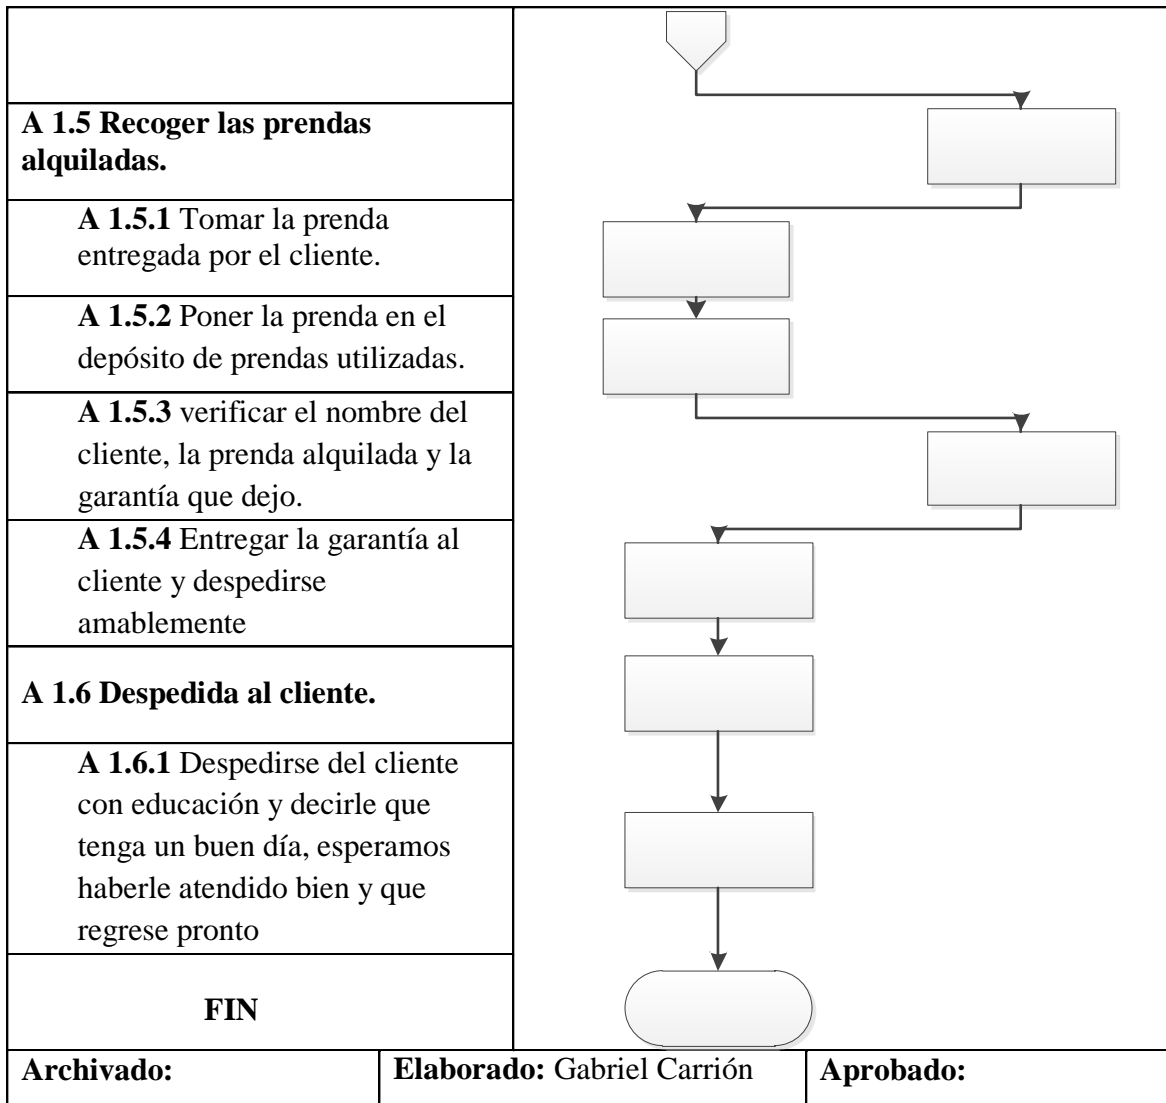 A 1.5 Recoger las prendas
alquiladas.
A 1.5.1 Tomar la prenda
entregada por el cliente.
A 1.5.2 Poner la prenda en el
depósito de prendas utilizadas.
A 1.5.3 verificar el nombre del
cliente, la prenda alquilada y la
garantía que dejo.
A 1.5.4 Entregar la garantía al
cliente y despedirse
amablemente
A 1.6 Despedida al cliente.
A 1.6.1 Despedirse del cliente
con educación y decirle que
tenga un buen día, esperamos
haberle atendido bien y que
regrese pronto
FIN
Archivado:
Elaborado: Gabriel Carrión
Aprobado: